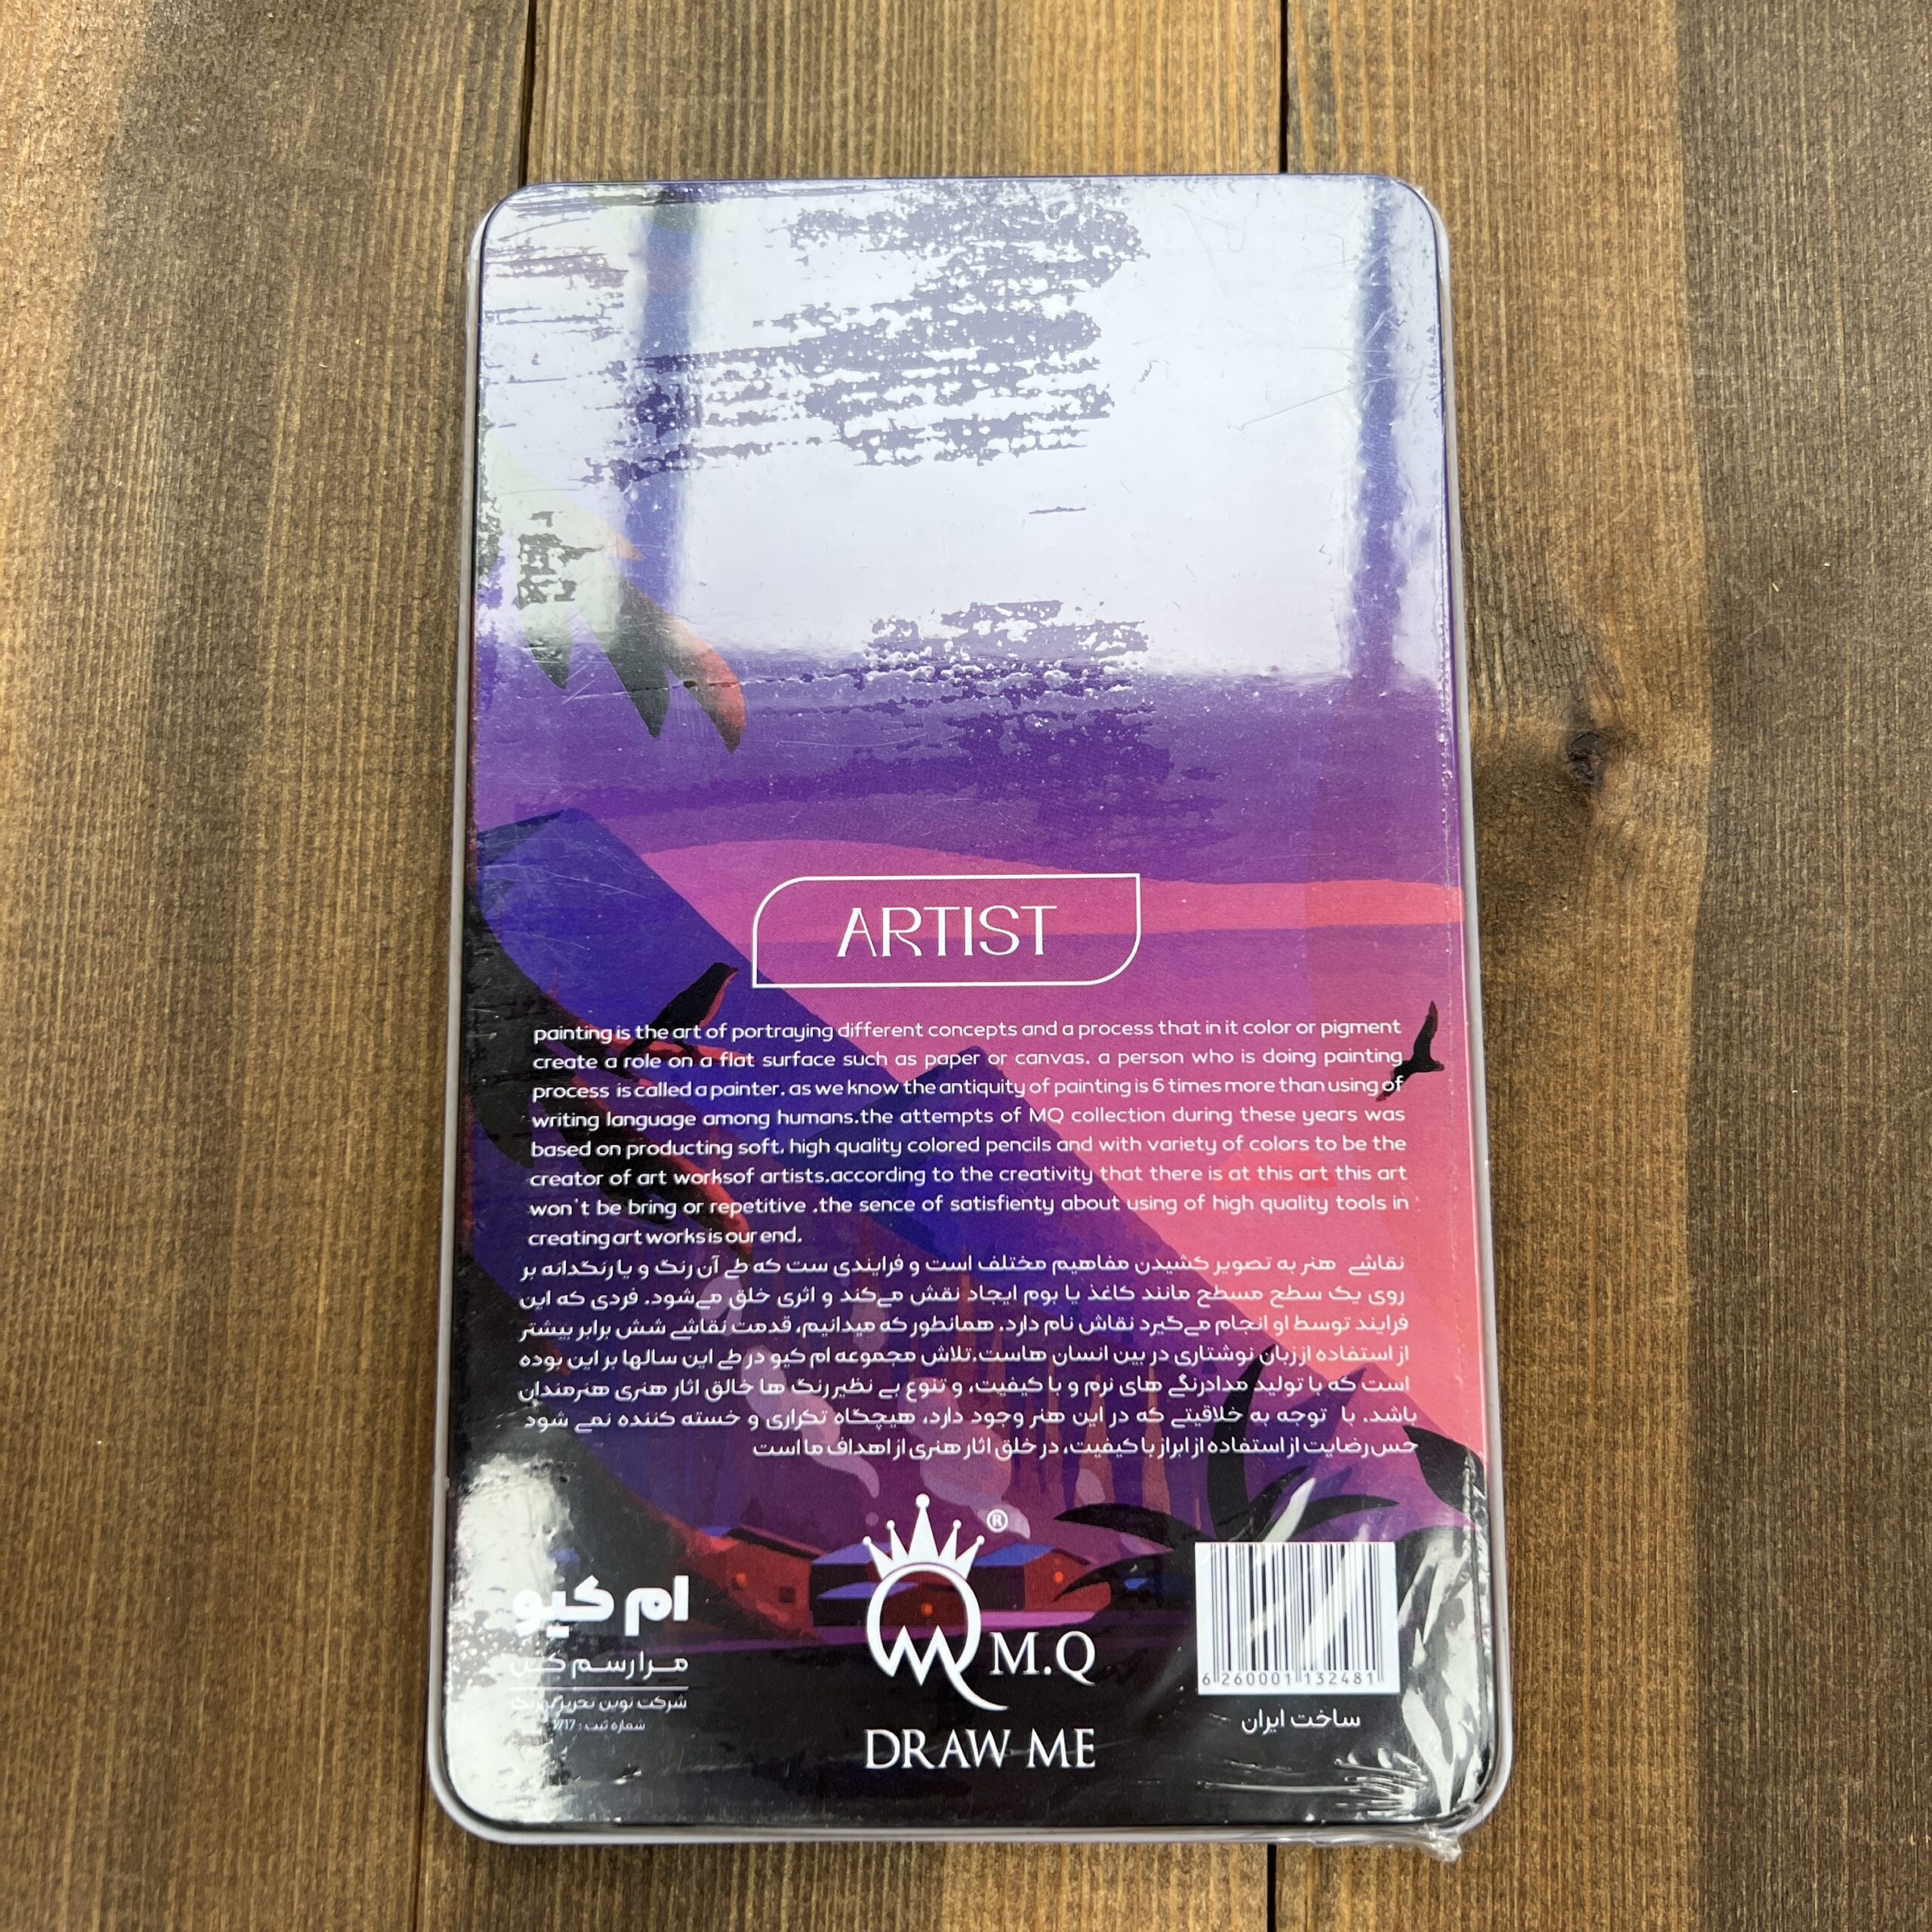 ARTIST
painting is the art of portraying different concepts and a process that in it color or pigment
create a role on a flat surface such as paper or canvas. a person who is doing painting
process is called a painter. as we know the antiquity of painting is 6 times more than using of
writing language among humans.the attempts of MQ collection during these years was
based on producting soft, high quality colored pencils and with variety of colors to be the
creator of art worksof artists.according to the creativity that there is at this art this art
won't be bring or repetitive .the sence of satisfienty about using of high quality tools in
creating art works is our end.
نقاشی هنر به تصویر کشیدن مفاهیم مختلف است و فرایندی ست که طی آن رنگ و یا رنگدانه بر
روی یک سطح مسطح مانند کاغذ یا بوم ایجاد نقش می‌کند و اثری خلق می‌شود. فردی که این
فرایند توسط او انجام می‌گیرد نقاش نام دارد. همانطور که میدانیم، قدمت نقاشی شش برابر بیشتر
از استفاده از زبان نوشتاری در بین انسان هاست.تلاش مجموعه ام کیو در طی این سالها بر این بوده
است که با تولید مدادرنگی های نرم و با کیفیت، و تنوع بی نظیر رنگ ها خالق اثار هنری هنرمندان
باشد. با توجه به خلاقیتی که در این هنر وجود دارد، هیچگاه تکراری و خسته کننده نمی شود
حس رضایت از استفاده از ابراز با کیفیت، در خلق اثار هنری از اهداف ما است
ام کیو
مرا رسم کن
شرکت نوین تحریر
شماره ثبت :
®
M.Q
DRAW ME
6 260001 132481
ساخت ایران